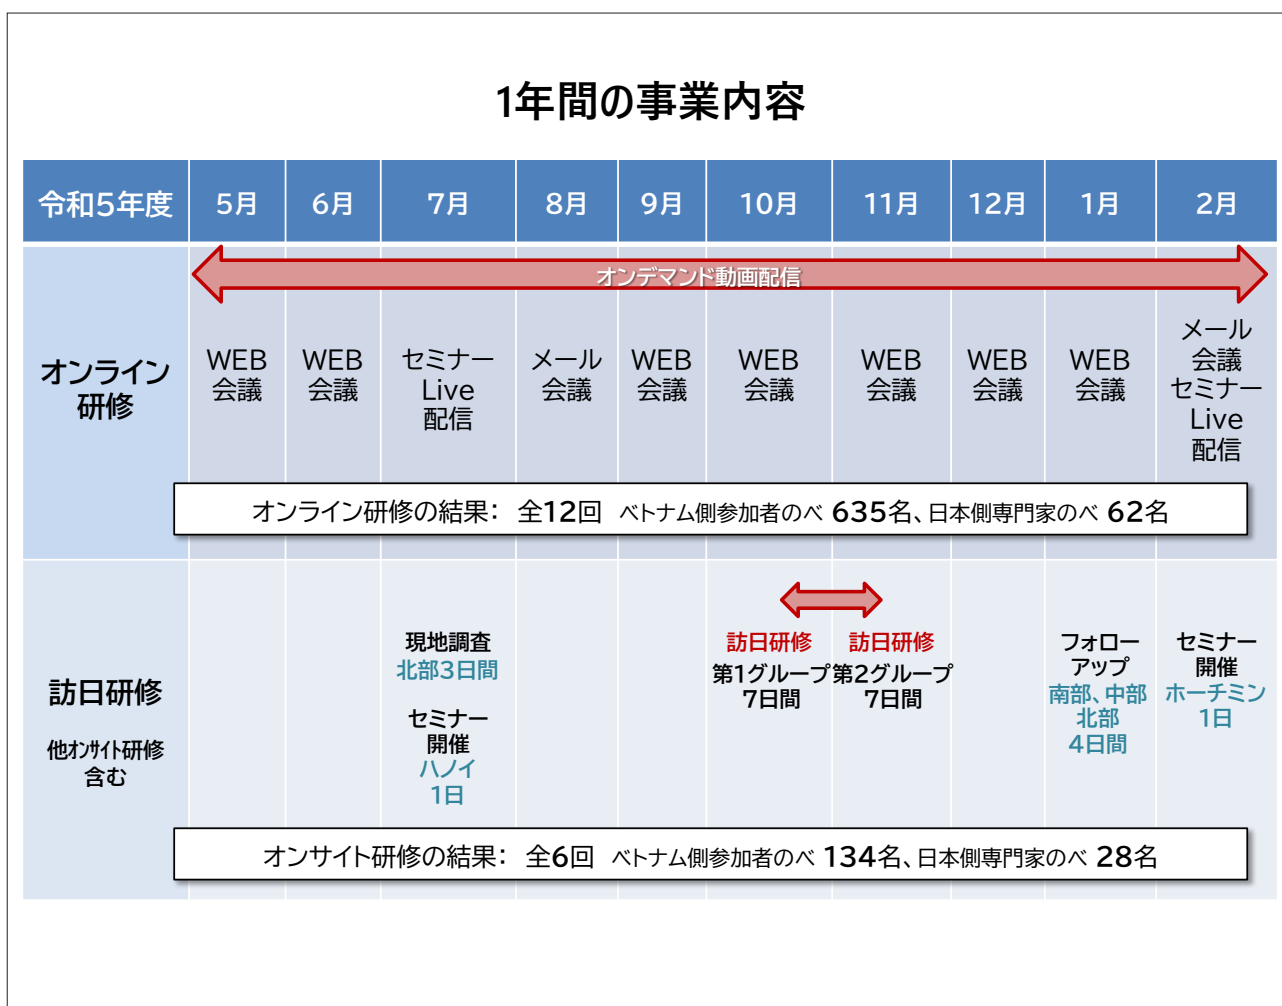 1年間の事業内容
令和5年度 5月 6月 7月 8月 9月 10月 11月 12月 1月 2月
オンデマンド動画配信
オンライン
研修
WEB
会議
WEB
会議
セミナー
Live
配信
メール
会議
WEB
会議
WEB
会議
WEB
会議
WEB
会議
WEB
会議
メール
会議
セミナー
Live
配信
オンライン研修の結果： 全12回 ベトナム側参加者のべ 635名、日本側専門家のべ 62名
訪日研修
他オンサイト研修
含む
現地調査
北部3日間
セミナー
開催
ハノイ
1日
訪日研修
第1グループ
7日間
訪日研修
第2グループ
7日間
フォロー
アップ
南部、中部
北部
4日間
セミナー
開催
ホーチミン
1日
オンサイト研修の結果： 全6回 ベトナム側参加者のべ 134名、日本側専門家のべ 28名